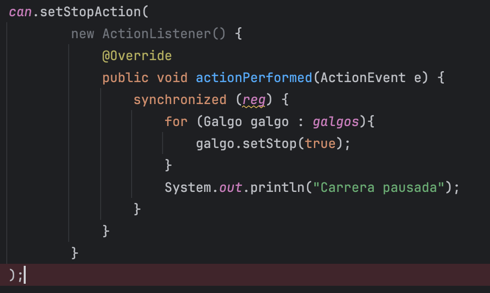 can.setStopAction(
new ActionListener() {
@Override
public void actionPerformed(ActionEvent e) {
synchronized (reg) {
for (Galgo galgo : galgos){
galgo.setStop(true);
}
System.out.println("Carrera pausada");
}
}
}
);